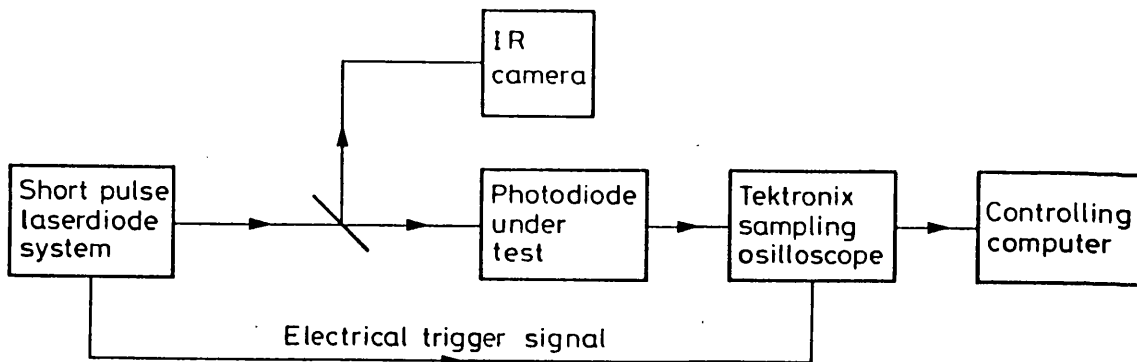 IR
camera
Short pulse
laserdiode
system
Photodiode
under
test
Tektronix
sampling
osilloscope
Controlling
computer
Electrical trigger signal